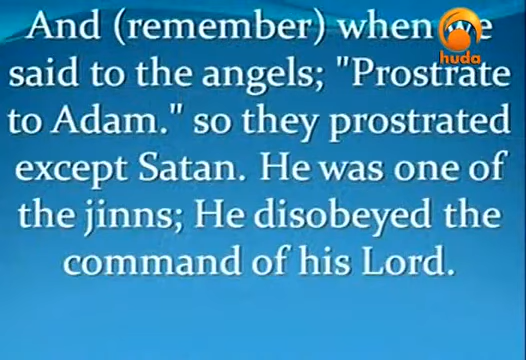 And (remember) when we
huda
said to the angels; "Prostrate
to Adam." so they prostrated
except Satan. He was one of
the jinns; He disobeyed the
command of his Lord.